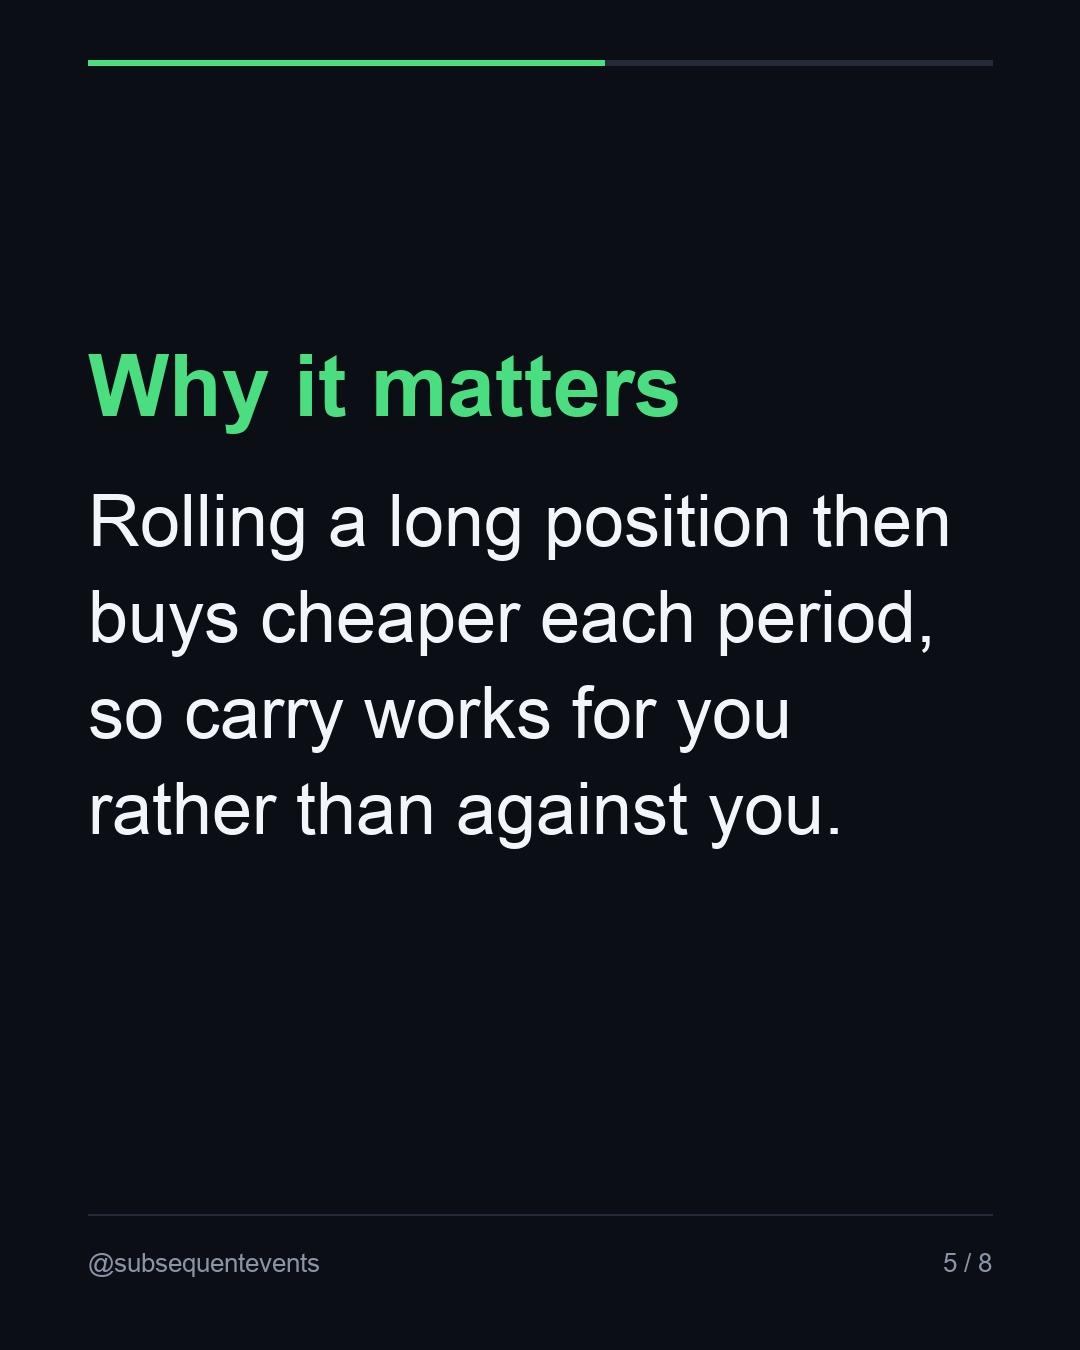 Why it matters
Rolling a long position then
buys cheaper each period,
so carry works for you
rather than against you.
@subsequentevents
5 / 8